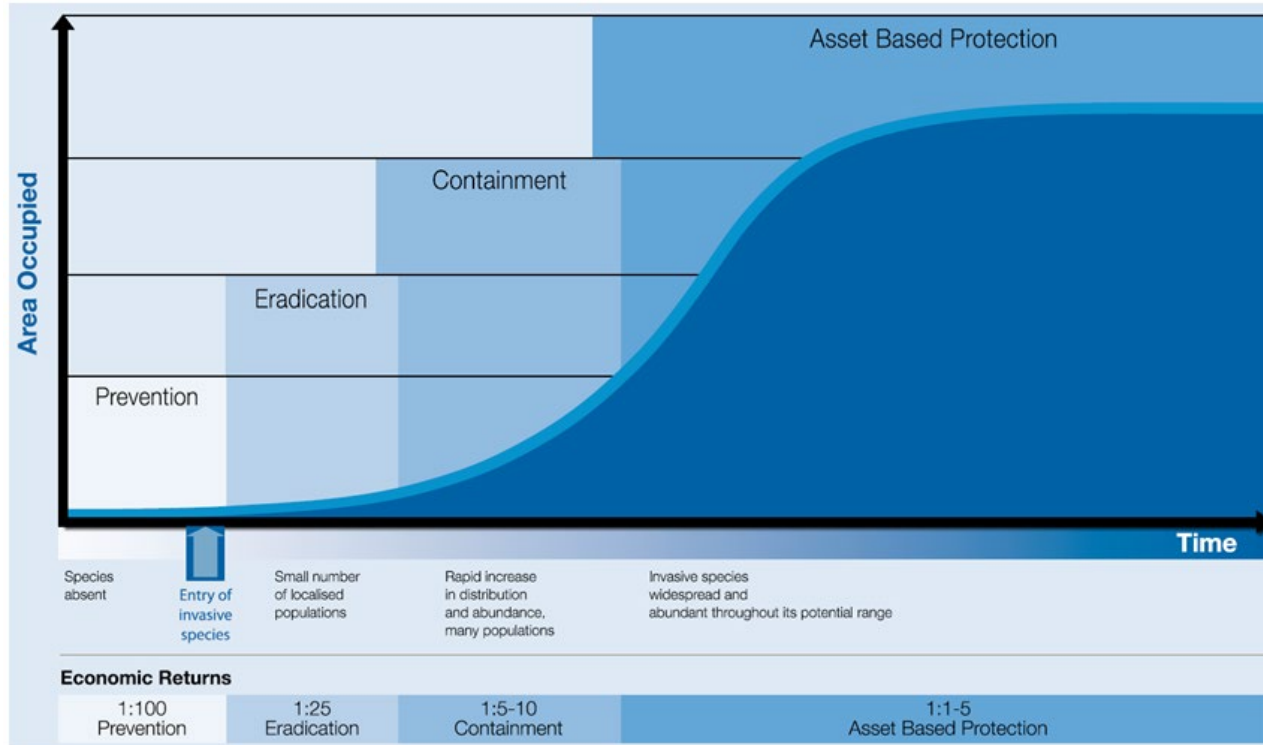 Asset Based Protection
Containment
Eradication
Prevention
Area Occupied
Time
Species
absent
Entry of
invasive
species
Small number
of localised
populations
Rapid increase
in distribution
and abundance,
many populations
Invasive species
widespread and
abundant throughout its potential range
Economic Returns
1:100
Prevention
1:25
Eradication
1:5-10
Containment
1:1-5
Asset Based Protection